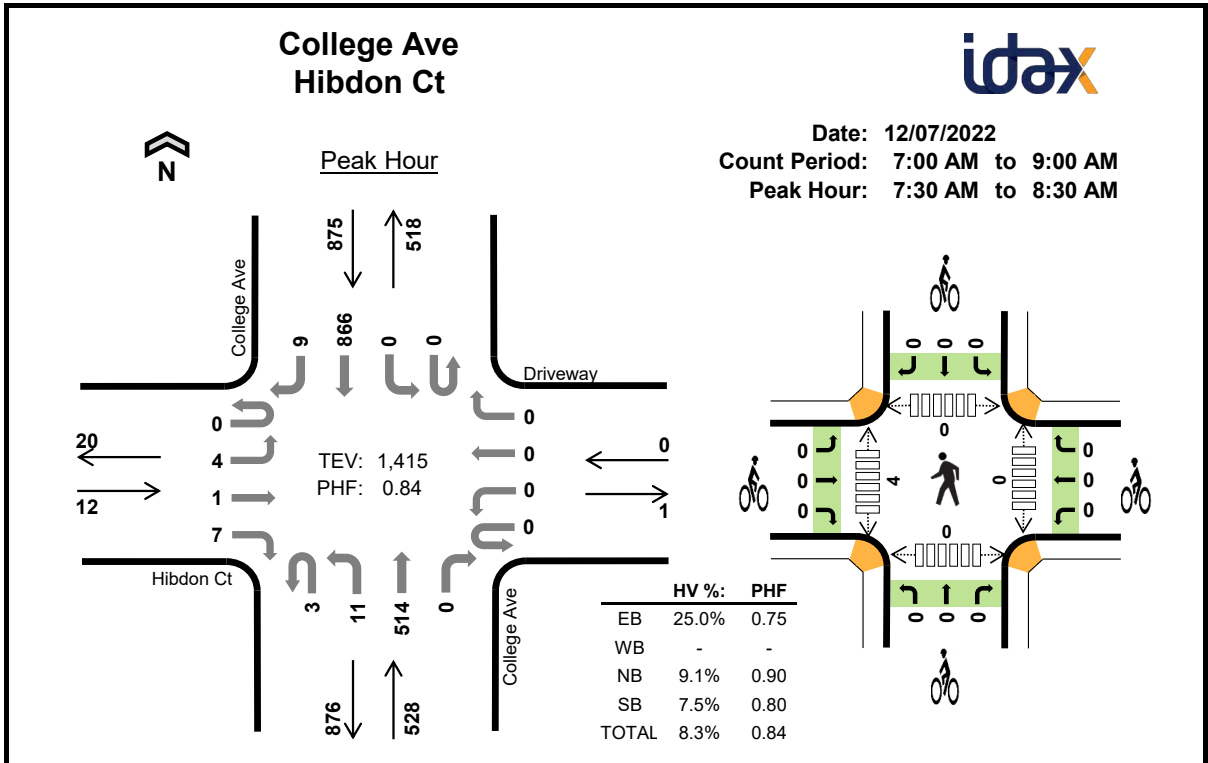 College Ave
Hibdon Ct
idax
Date: 12/07/2022
Count Period: 7:00 AM to 9:00 AM
Peak Hour: 7:30 AM to 8:30 AM
N
Peak Hour
875
518
College Ave
9
866
0
0
Driveway
0
4
1
7
20
12
TEV: 1,415
PHF: 0.84
0
0
0
0
0
1
Hibdon Ct
3
11
514
0
College Ave
876
528
HV %: PHF
EB 25.0% 0.75
WB - -
NB 9.1% 0.90
SB 7.5% 0.80
TOTAL 8.3% 0.84
0 0 0
0
0
0
0
4
0
0
0
0
0
0 0 0